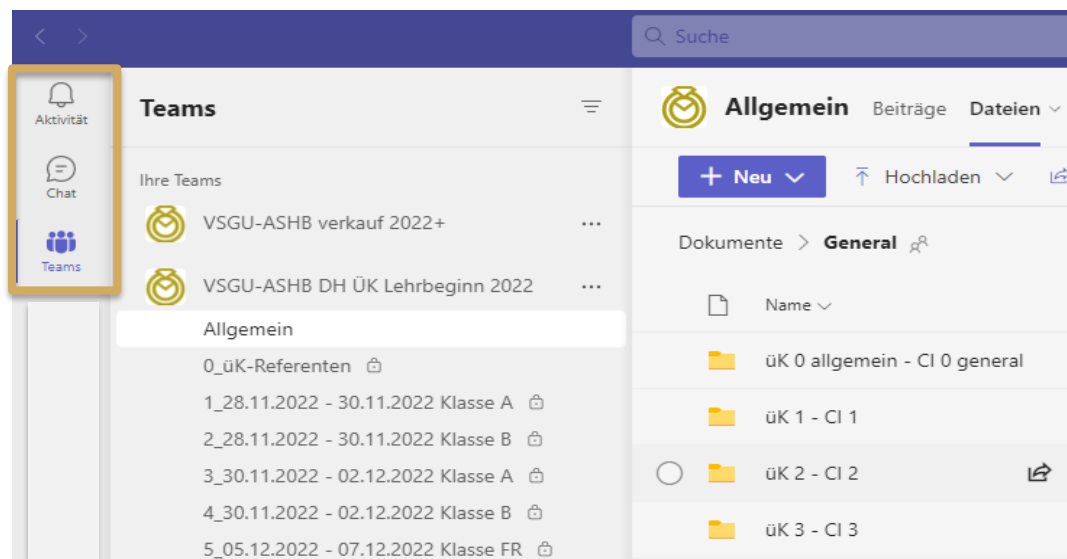 Suche
Aktivität
Chat
Teams
Teams
Ihre Teams
VSGU-ASHB verkauf 2022+
VSGU-ASHB DH ÜK Lehrbeginn 2022
Allgemein
0_üK-Referenten
1_28.11.2022 - 30.11.2022 Klasse A
2_28.11.2022 - 30.11.2022 Klasse B
3_30.11.2022 - 02.12.2022 Klasse A
4_30.11.2022 - 02.12.2022 Klasse B
5_05.12.2022 - 07.12.2022 Klasse FR
Allgemein Beiträge Dateien
+ Neu Hochladen
Dokumente > General
Name
üK 0 allgemein - CI 0 general
üK 1 - CI 1
üK 2 - CI 2
üK 3 - CI 3